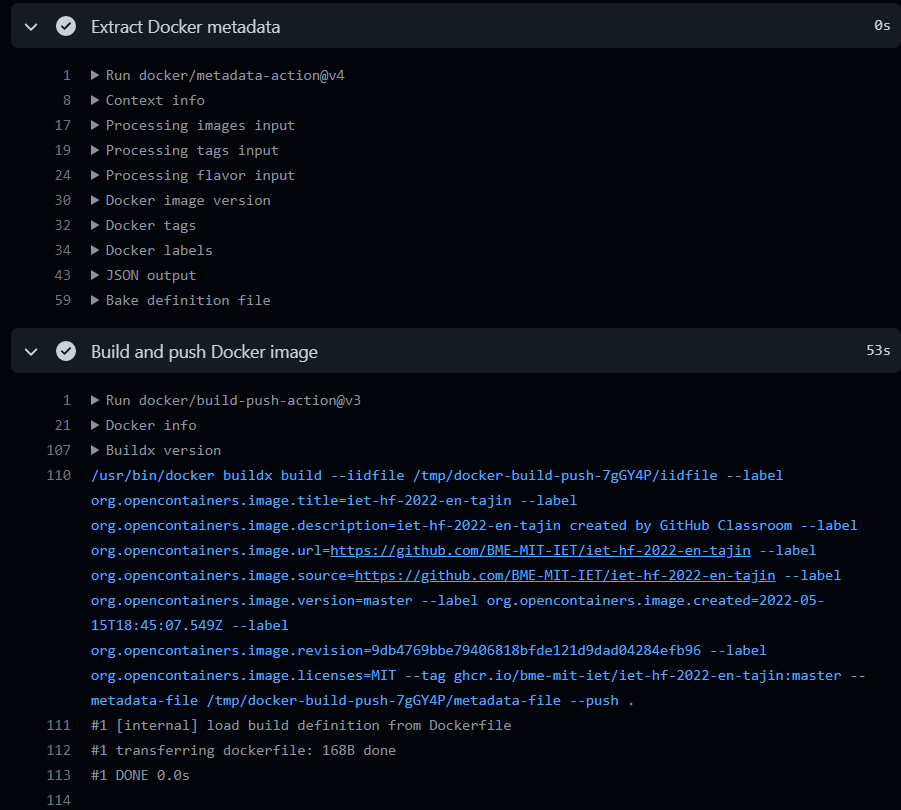 Extract Docker metadata 0s
1 Run docker/metadata-action@v4
8 Context info
17 Processing images input
19 Processing tags input
24 Processing flavor input
30 Docker image version
32 Docker tags
34 Docker labels
43 JSON output
59 Bake definition file
Build and push Docker image 53s
1 Run docker/build-push-action@v3
21 Docker info
107 Buildx version
110 /usr/bin/docker buildx build --iidfile /tmp/docker-build-push-7gGY4P/iidfile --label
org.opencontainers.image.title=iet-hf-2022-en-tajin --label
org.opencontainers.image.description=iet-hf-2022-en-tajin created by GitHub Classroom --label
org.opencontainers.image.url=https://github.com/BME-MIT-IET/iet-hf-2022-en-tajin --label
org.opencontainers.image.source=https://github.com/BME-MIT-IET/iet-hf-2022-en-tajin --label
org.opencontainers.image.version=master --label org.opencontainers.image.created=2022-05-
15T18:45:07.549Z --label
org.opencontainers.image.revision=9db4769bbe79406818bfde121d9dad04284efb96 --label
org.opencontainers.image.licenses=MIT --tag ghcr.io/bme-mit-iet/iet-hf-2022-en-tajin:master --
metadata-file /tmp/docker-build-push-7gGY4P/metadata-file --push .
111 #1 [internal] load build definition from Dockerfile
112 #1 transferring dockerfile: 168B done
113 #1 DONE 0.0s
114